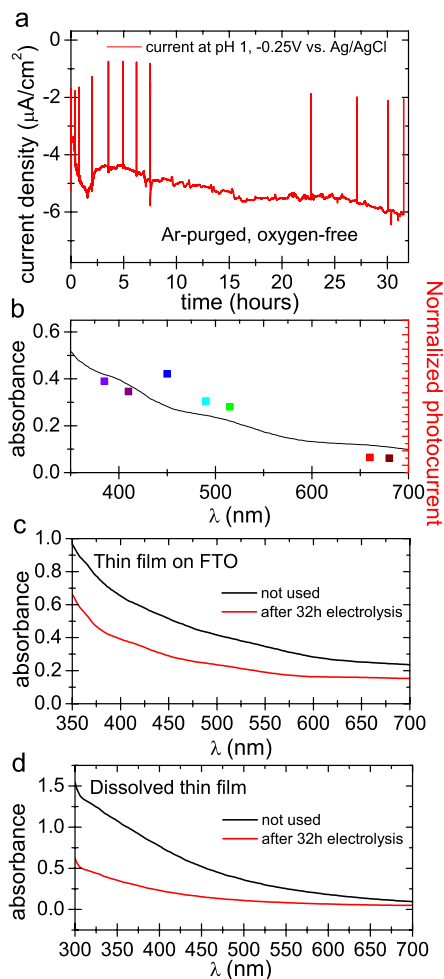 a
current at pH 1, -0.25V vs. Ag/AgCl
current density (μA/cm²)
0
-2
-4
-6
Ar-purged, oxygen-free
0 5 10 15 20 25 30
time (hours)
b
Normalized photocurrent
absorbance
0.6
0.4
0.2
0.0
400 500 600 700
λ (nm)
c
Thin film on FTO
not used
after 32h electrolysis
absorbance
1.0
0.8
0.6
0.4
0.2
0.0
350 400 450 500 550 600 650 700
λ (nm)
d
Dissolved thin film
not used
after 32h electrolysis
absorbance
1.5
1.0
0.5
0.0
300 350 400 450 500 550 600 650 700
λ (nm)